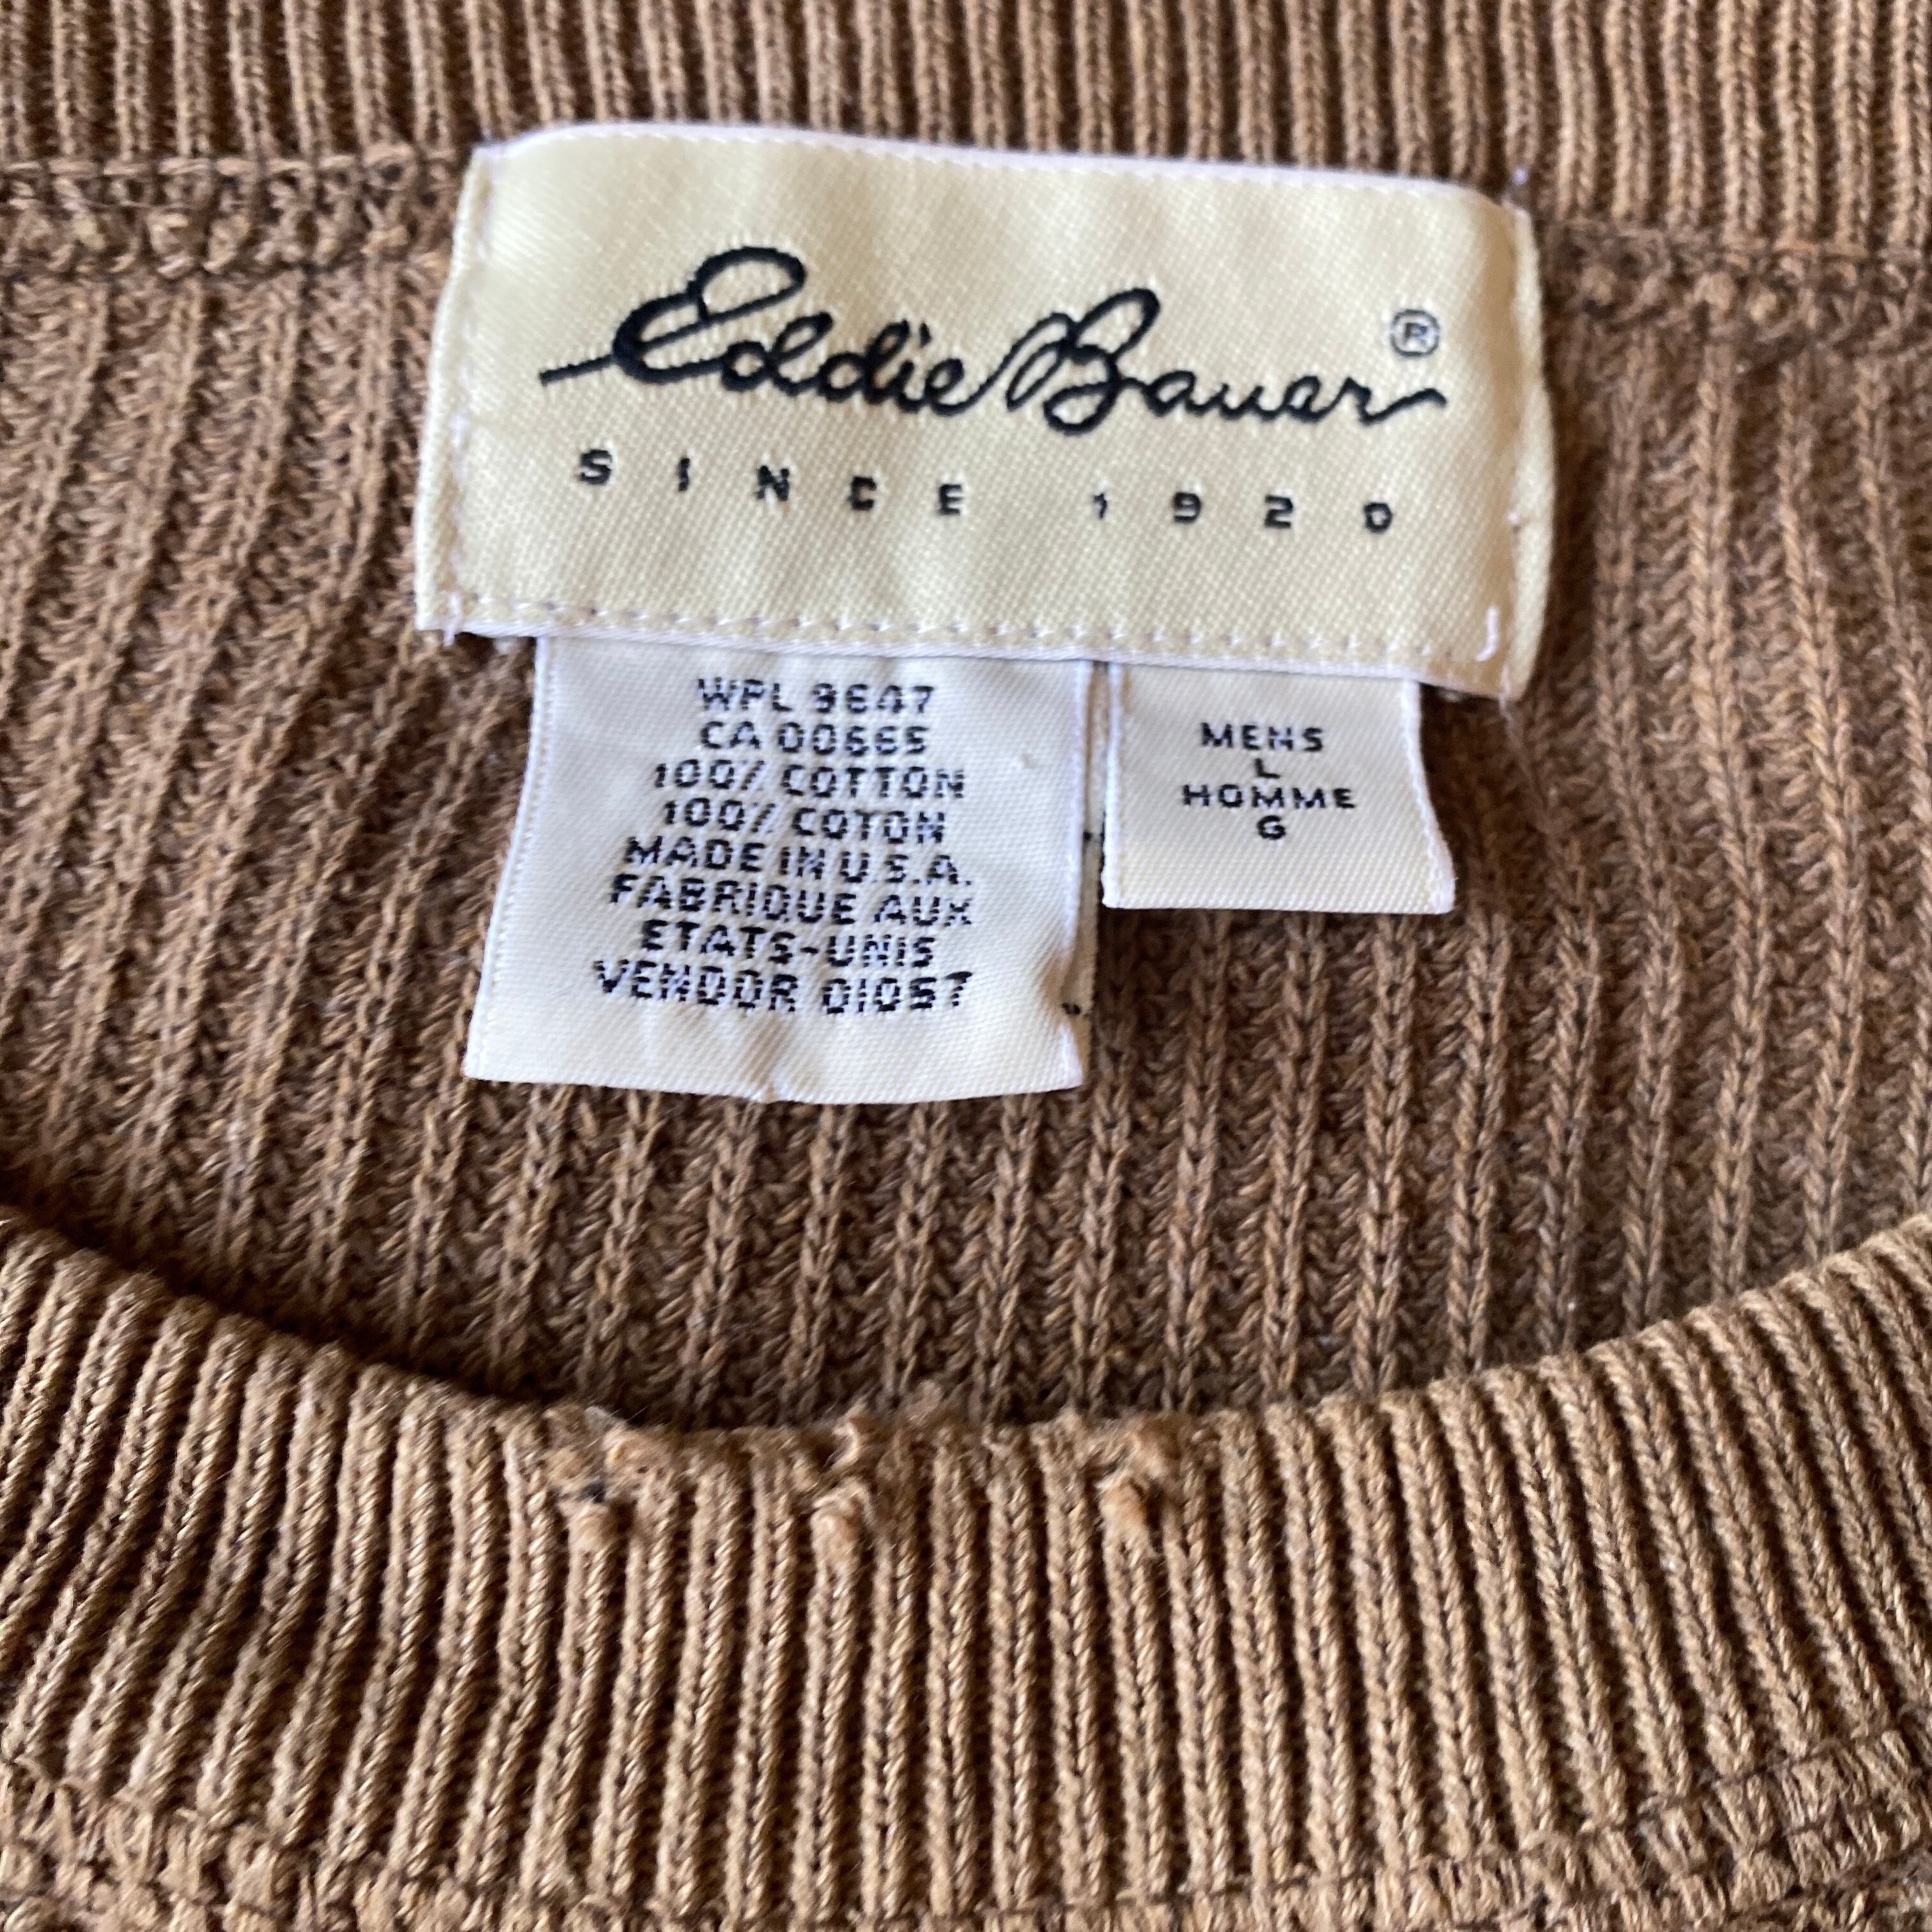 Eddie Bauer ®
SINCE 1920
WPL 9647
CA 00665
100% COTTON
100% COTON
MADE IN U.S.A.
FABRIQUE AUX
ETATS-UNIS
VENDOR 01057
MENS
L
HOMME
G